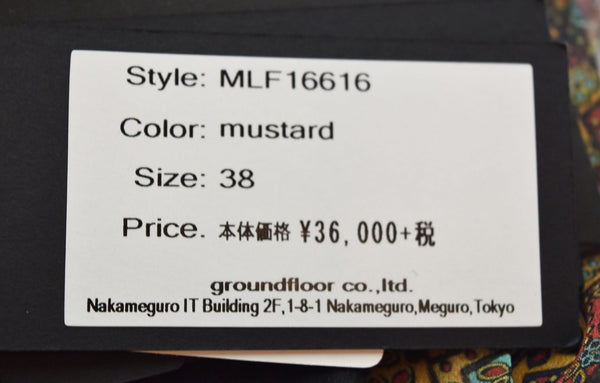 Style: MLF16616
Color: mustard
Size: 38
Price. 本体価格 ¥36,000+税
groundfloor co.,ltd.
Nakameguro IT Building 2F,1-8-1 Nakameguro,Meguro,Tokyo